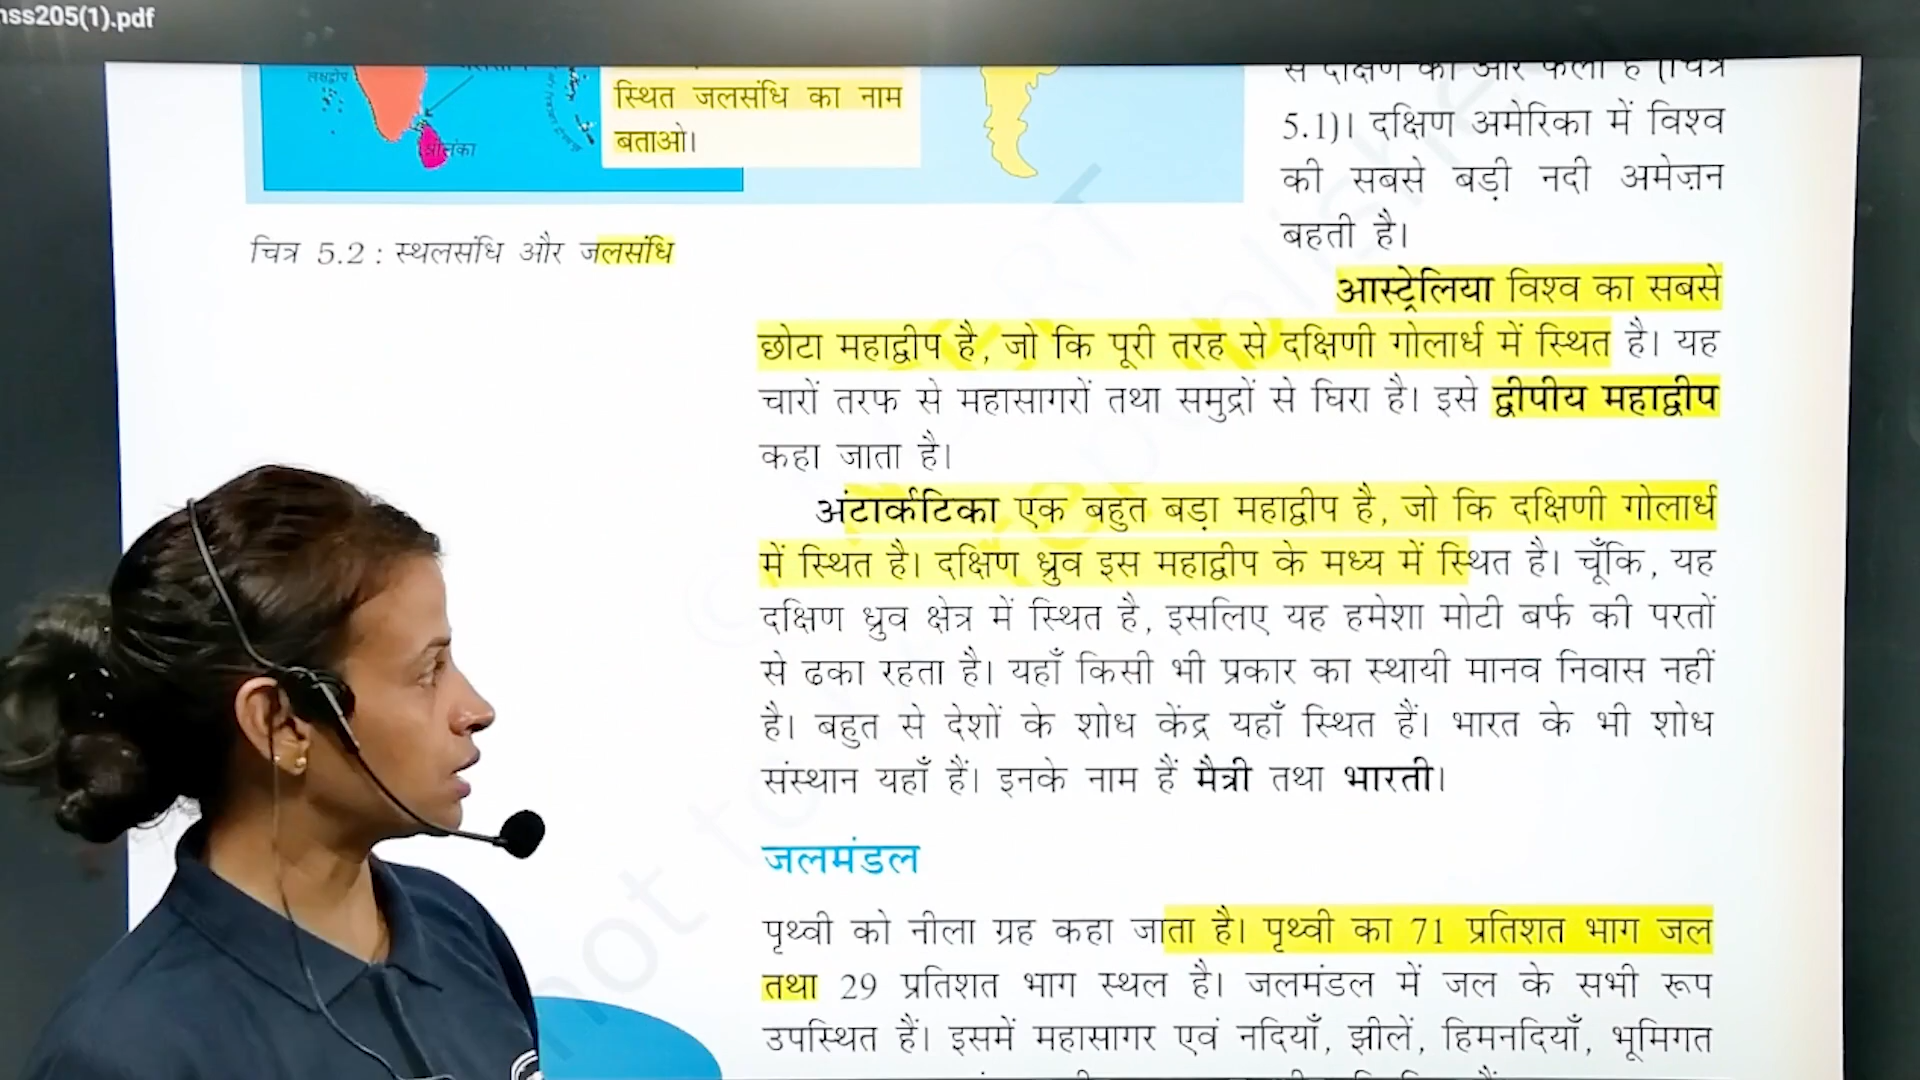 nss205(1).pdf
लक्षद्वीप
श्रीलंका
स्थित जलसंधि का नाम
बताओ।
चित्र 5.2 : स्थलसंधि और जलसंधि
से दक्षिण की ओर फैला है (चित्र
5.1)। दक्षिण अमेरिका में विश्व
की सबसे बड़ी नदी अमेज़न
बहती है।
आस्ट्रेलिया विश्व का सबसे
छोटा महाद्वीप है, जो कि पूरी तरह से दक्षिणी गोलार्ध में स्थित है। यह
चारों तरफ से महासागरों तथा समुद्रों से घिरा है। इसे द्वीपीय महाद्वीप
कहा जाता है।
अंटार्कटिका एक बहुत बड़ा महाद्वीप है, जो कि दक्षिणी गोलार्ध
में स्थित है। दक्षिण ध्रुव इस महाद्वीप के मध्य में स्थित है। चूँकि, यह
दक्षिण ध्रुव क्षेत्र में स्थित है, इसलिए यह हमेशा मोटी बर्फ की परतों
से ढका रहता है। यहाँ किसी भी प्रकार का स्थायी मानव निवास नहीं
है। बहुत से देशों के शोध केंद्र यहाँ स्थित हैं। भारत के भी शोध
संस्थान यहाँ हैं। इनके नाम हैं मैत्री तथा भारती।
जलमंडल
पृथ्वी को नीला ग्रह कहा जाता है। पृथ्वी का 71 प्रतिशत भाग जल
तथा 29 प्रतिशत भाग स्थल है। जलमंडल में जल के सभी रूप
उपस्थित हैं। इसमें महासागर एवं नदियाँ, झीलें, हिमनदियाँ, भूमिगत